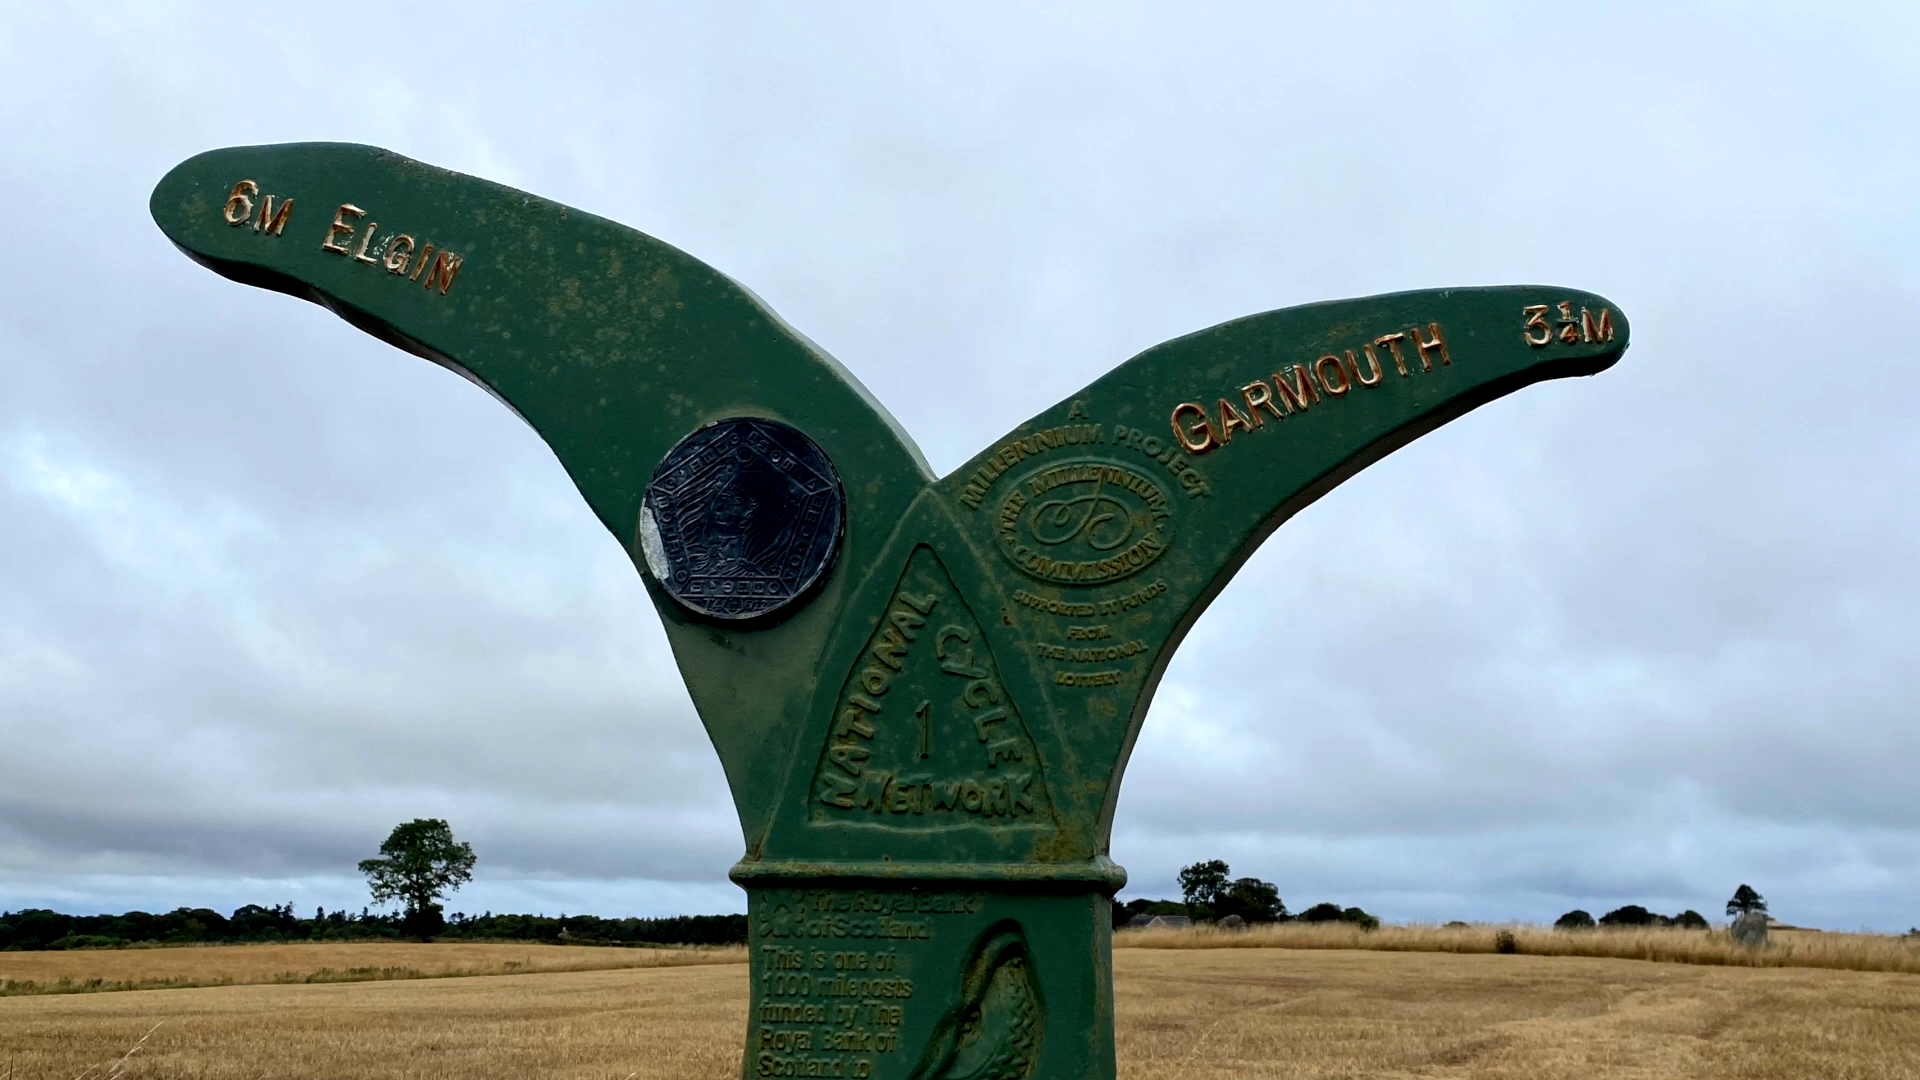 6M ELGIN
GARMOUTH 3¼M
A
MILLENNIUM PROJECT
THE MILLENNIUM
COMMISSION
SUPPORTED BY FUNDS
FROM
THE NATIONAL
LOTTERY
NATIONAL
CYCLE
1
NETWORK
The Royal Bank
of Scotland
This is one of
1000 mileposts
funded by The
Royal Bank of
Scotland to